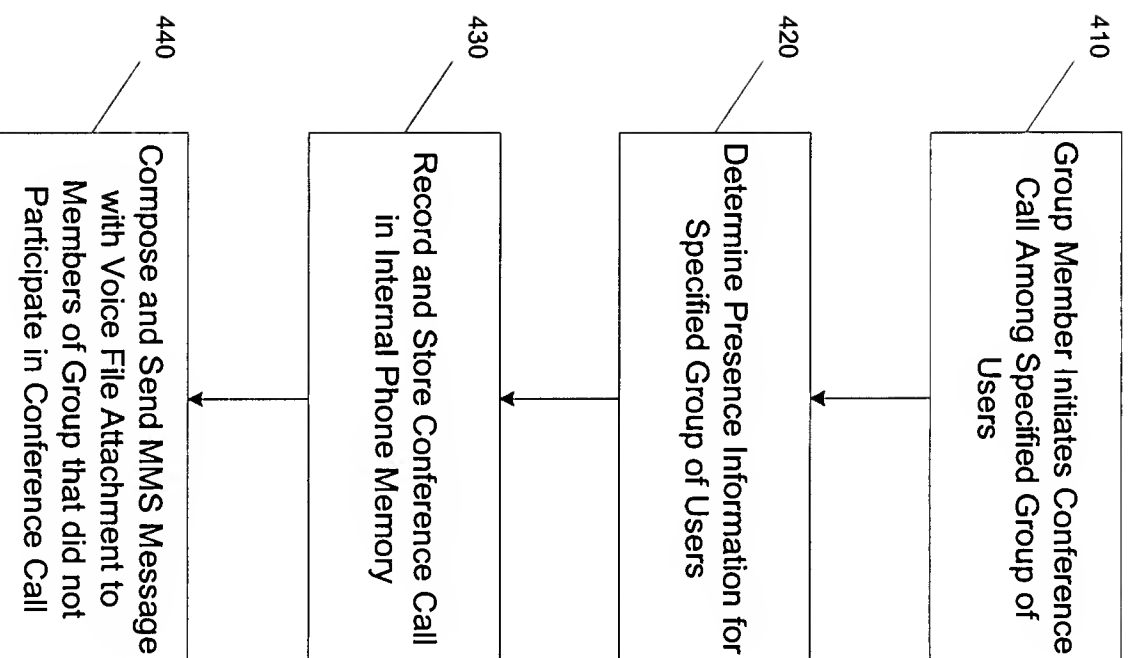 410
Group Member Initiates Conference
Call Among Specified Group of
Users
420
Determine Presence Information for
Specified Group of Users
430
Record and Store Conference Call
in Internal Phone Memory
440
Compose and Send MMS Message
with Voice File Attachment to
Members of Group that did not
Participate in Conference Call